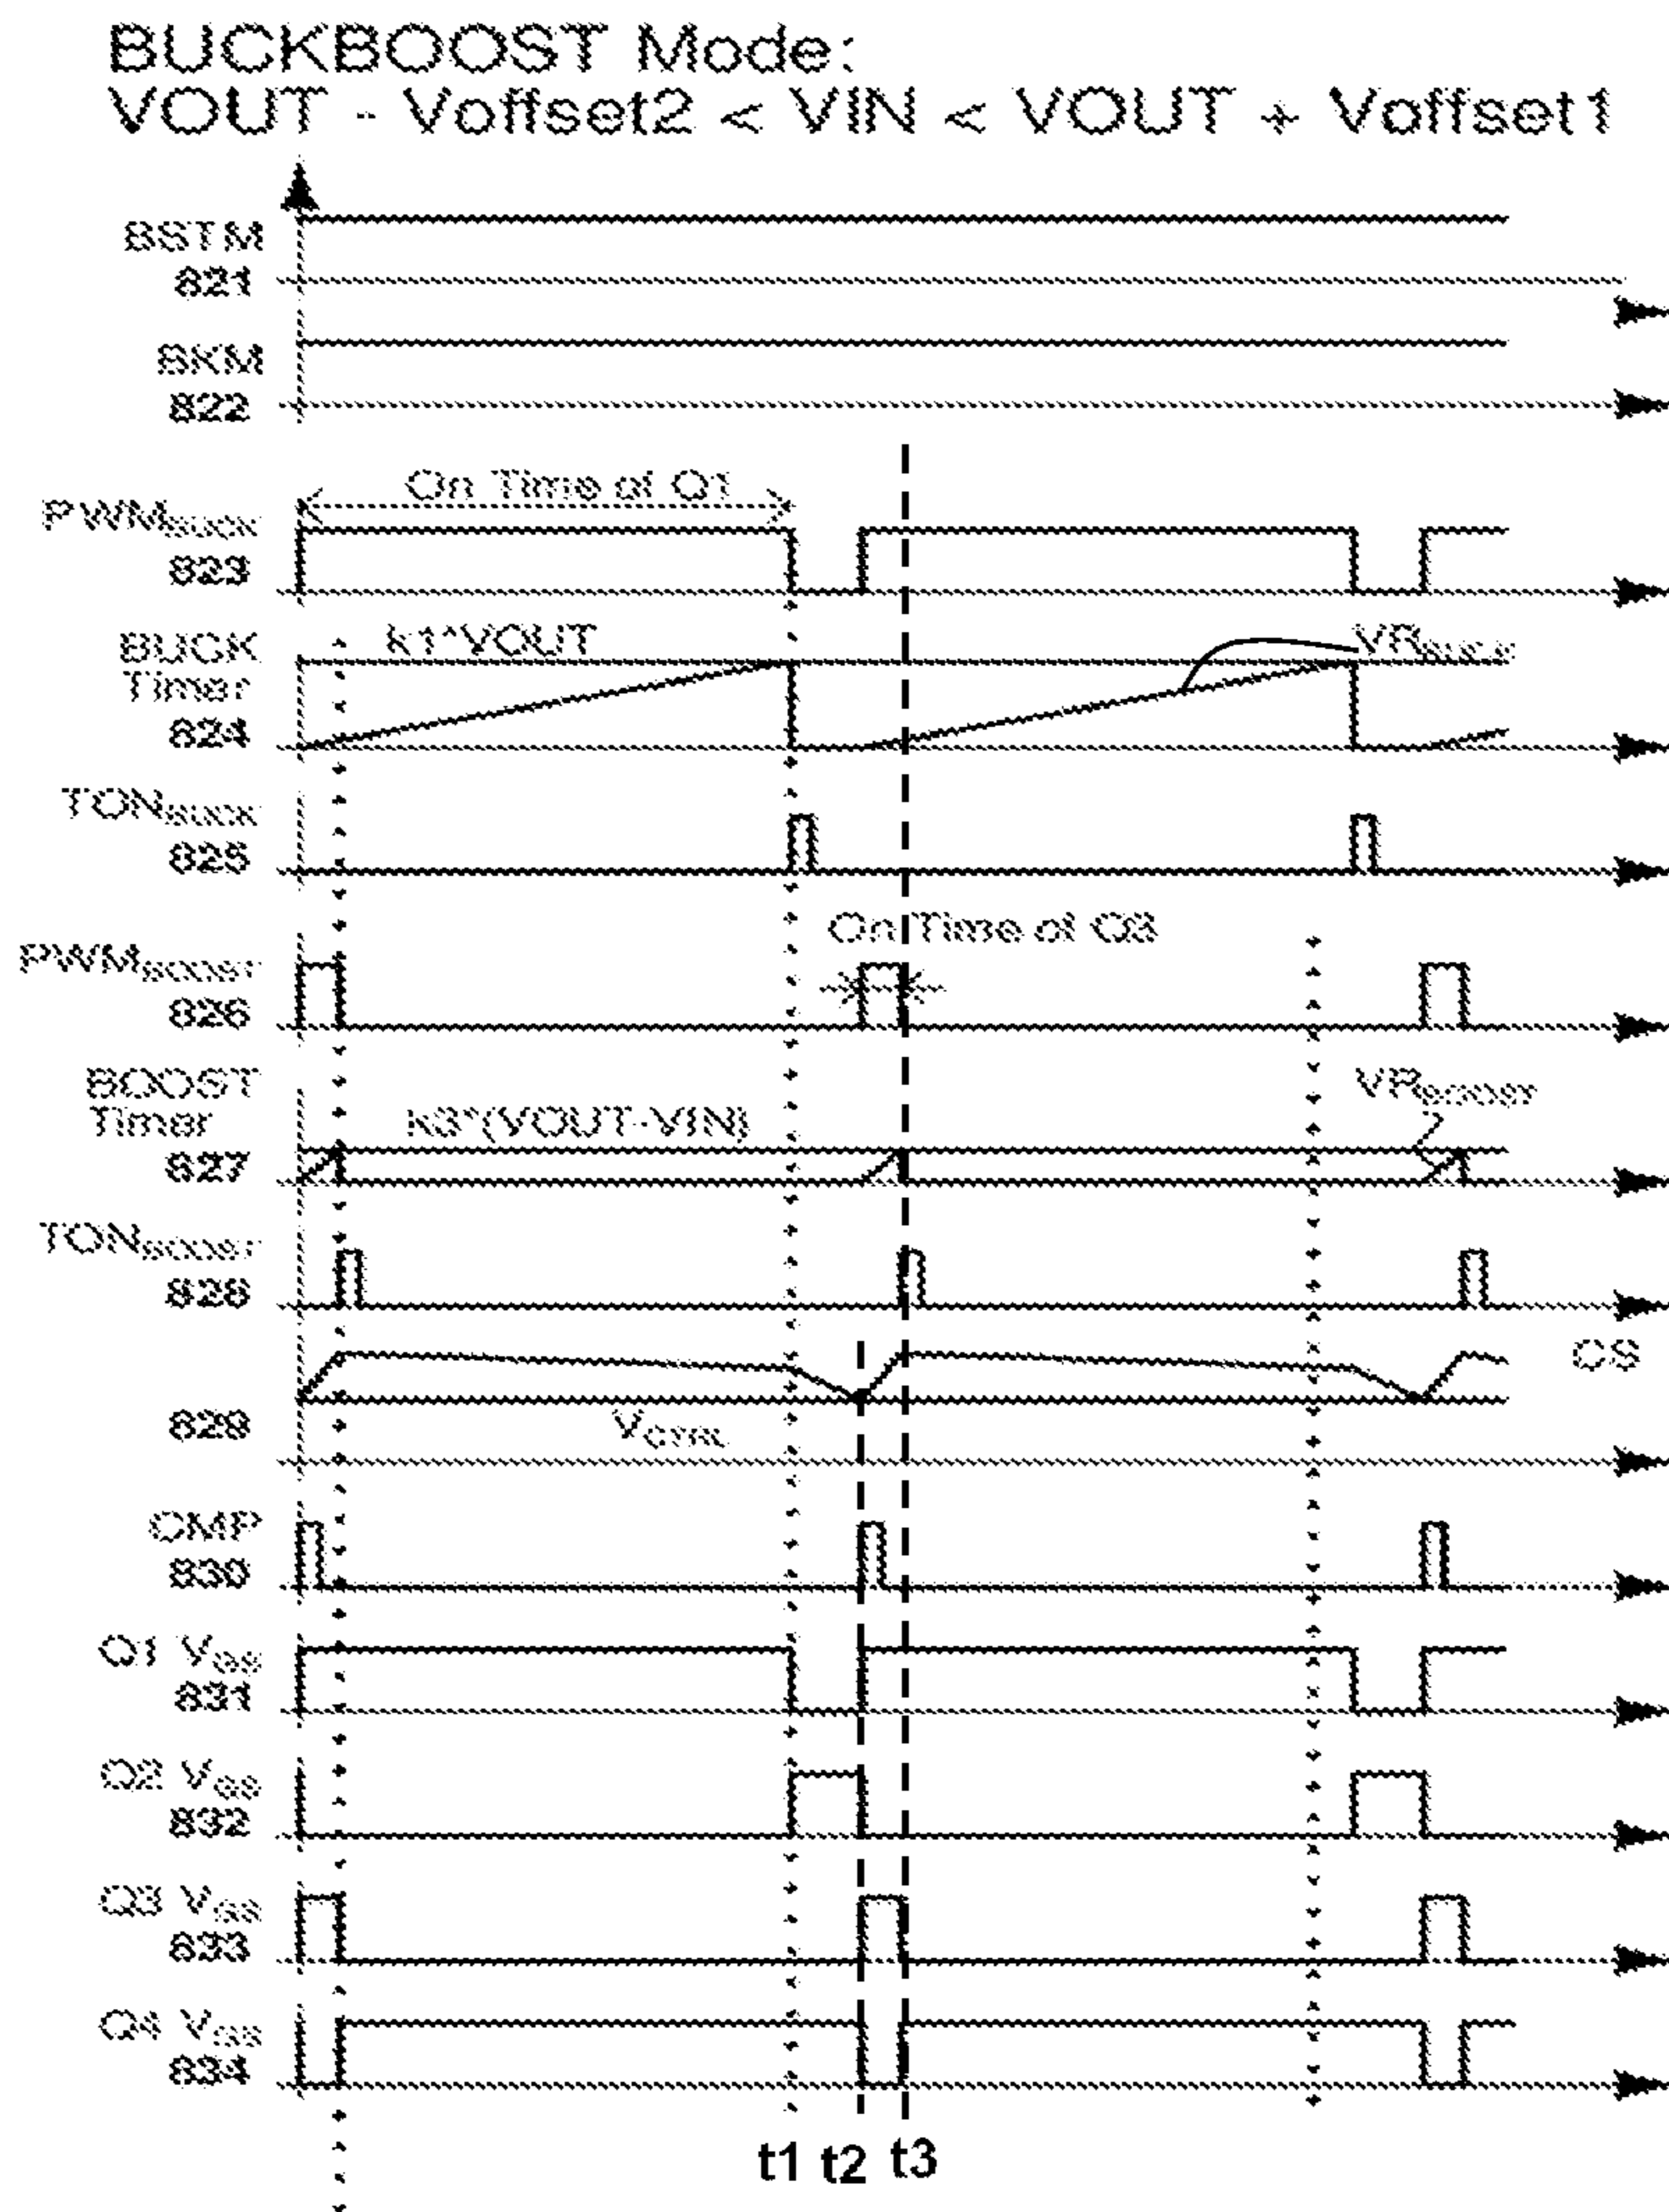 BUCKBOOST Mode:
VOUT - Voffset2 < VIN < VOUT + Voffset1
BSTM
821
BKM
822
On Time of Q1
PWMBUCK
823
k1*VOUT
VRBUCK
BUCK
Timer
824
TONBUCK
825
On Time of Q3
PWMBOOST
826
BOOST
Timer
827
k3*(VOUT-VIN)
VRBOOST
TONBOOST
828
CS
829
VCTRL
CMP
830
Q1 VGS
831
Q2 VGS
832
Q3 VGS
833
Q4 VGS
834
t1 t2 t3